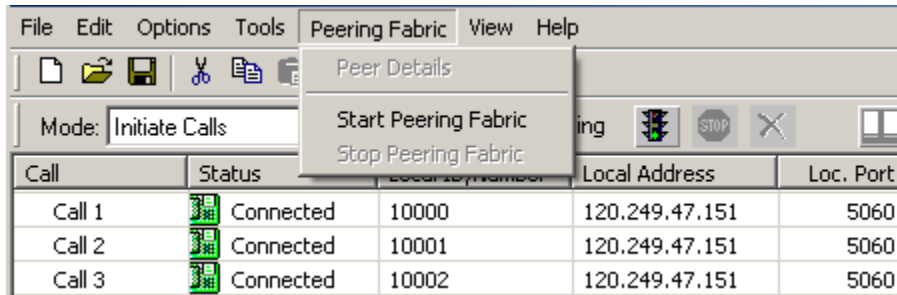 File Edit Options Tools Peering Fabric View Help
Peer Details
Mode: Initiate Calls
Start Peering Fabric
ing
STOP
Stop Peering Fabric
Call Status Local Address Loc. Port
Call 1 Connected 10000 120.249.47.151 5060
Call 2 Connected 10001 120.249.47.151 5060
Call 3 Connected 10002 120.249.47.151 5060